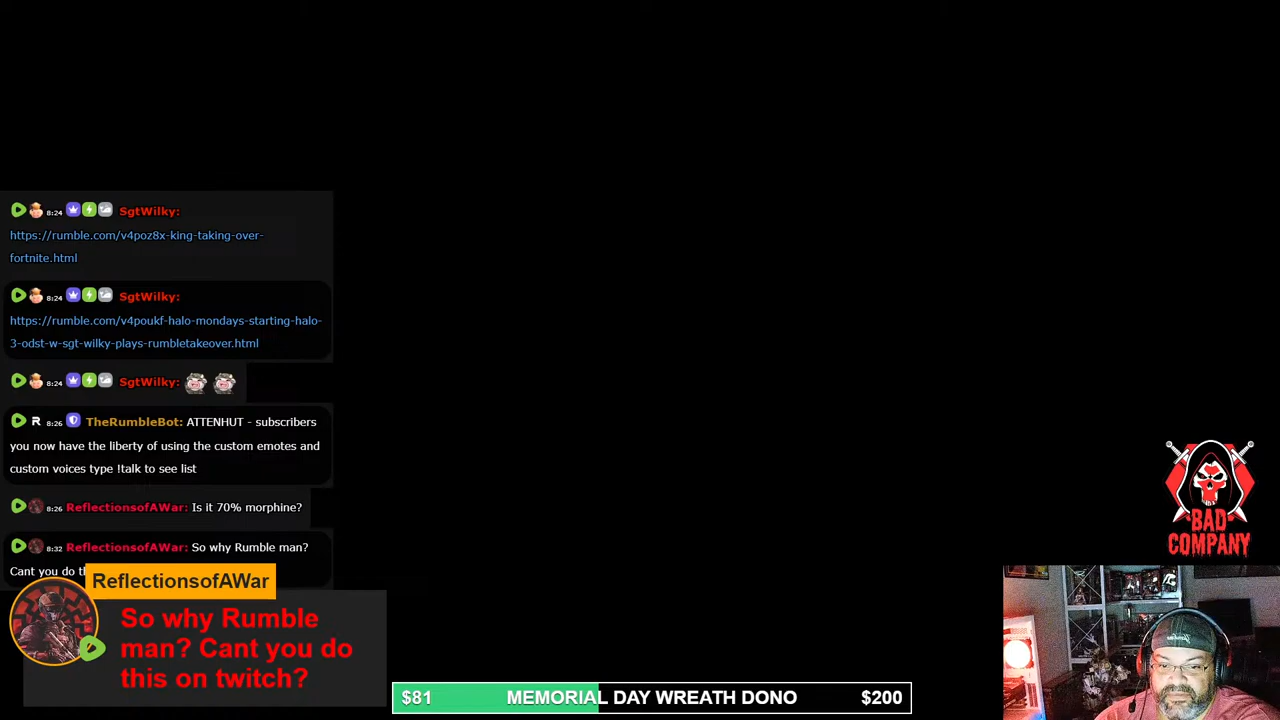 8:24 SgtWilky:
https://rumble.com/v4poz8x-king-taking-over-
fortnite.html
8:24 SgtWilky:
https://rumble.com/v4poukf-halo-mondays-starting-halo-
3-odst-w-sgt-wilky-plays-rumbletakeover.html
8:24 SgtWilky:
R 8:26 TheRumbleBot: ATTENHUT - subscribers
you now have the liberty of using the custom emotes and
custom voices type !talk to see list
8:26 ReflectionsofAWar: Is it 70% morphine?
8:32 ReflectionsofAWar: So why Rumble man?
Cant you do
ReflectionsofAWar
So why Rumble
man? Cant you do
this on twitch?
$81 MEMORIAL DAY WREATH DONO $200
BAD
COMPANY